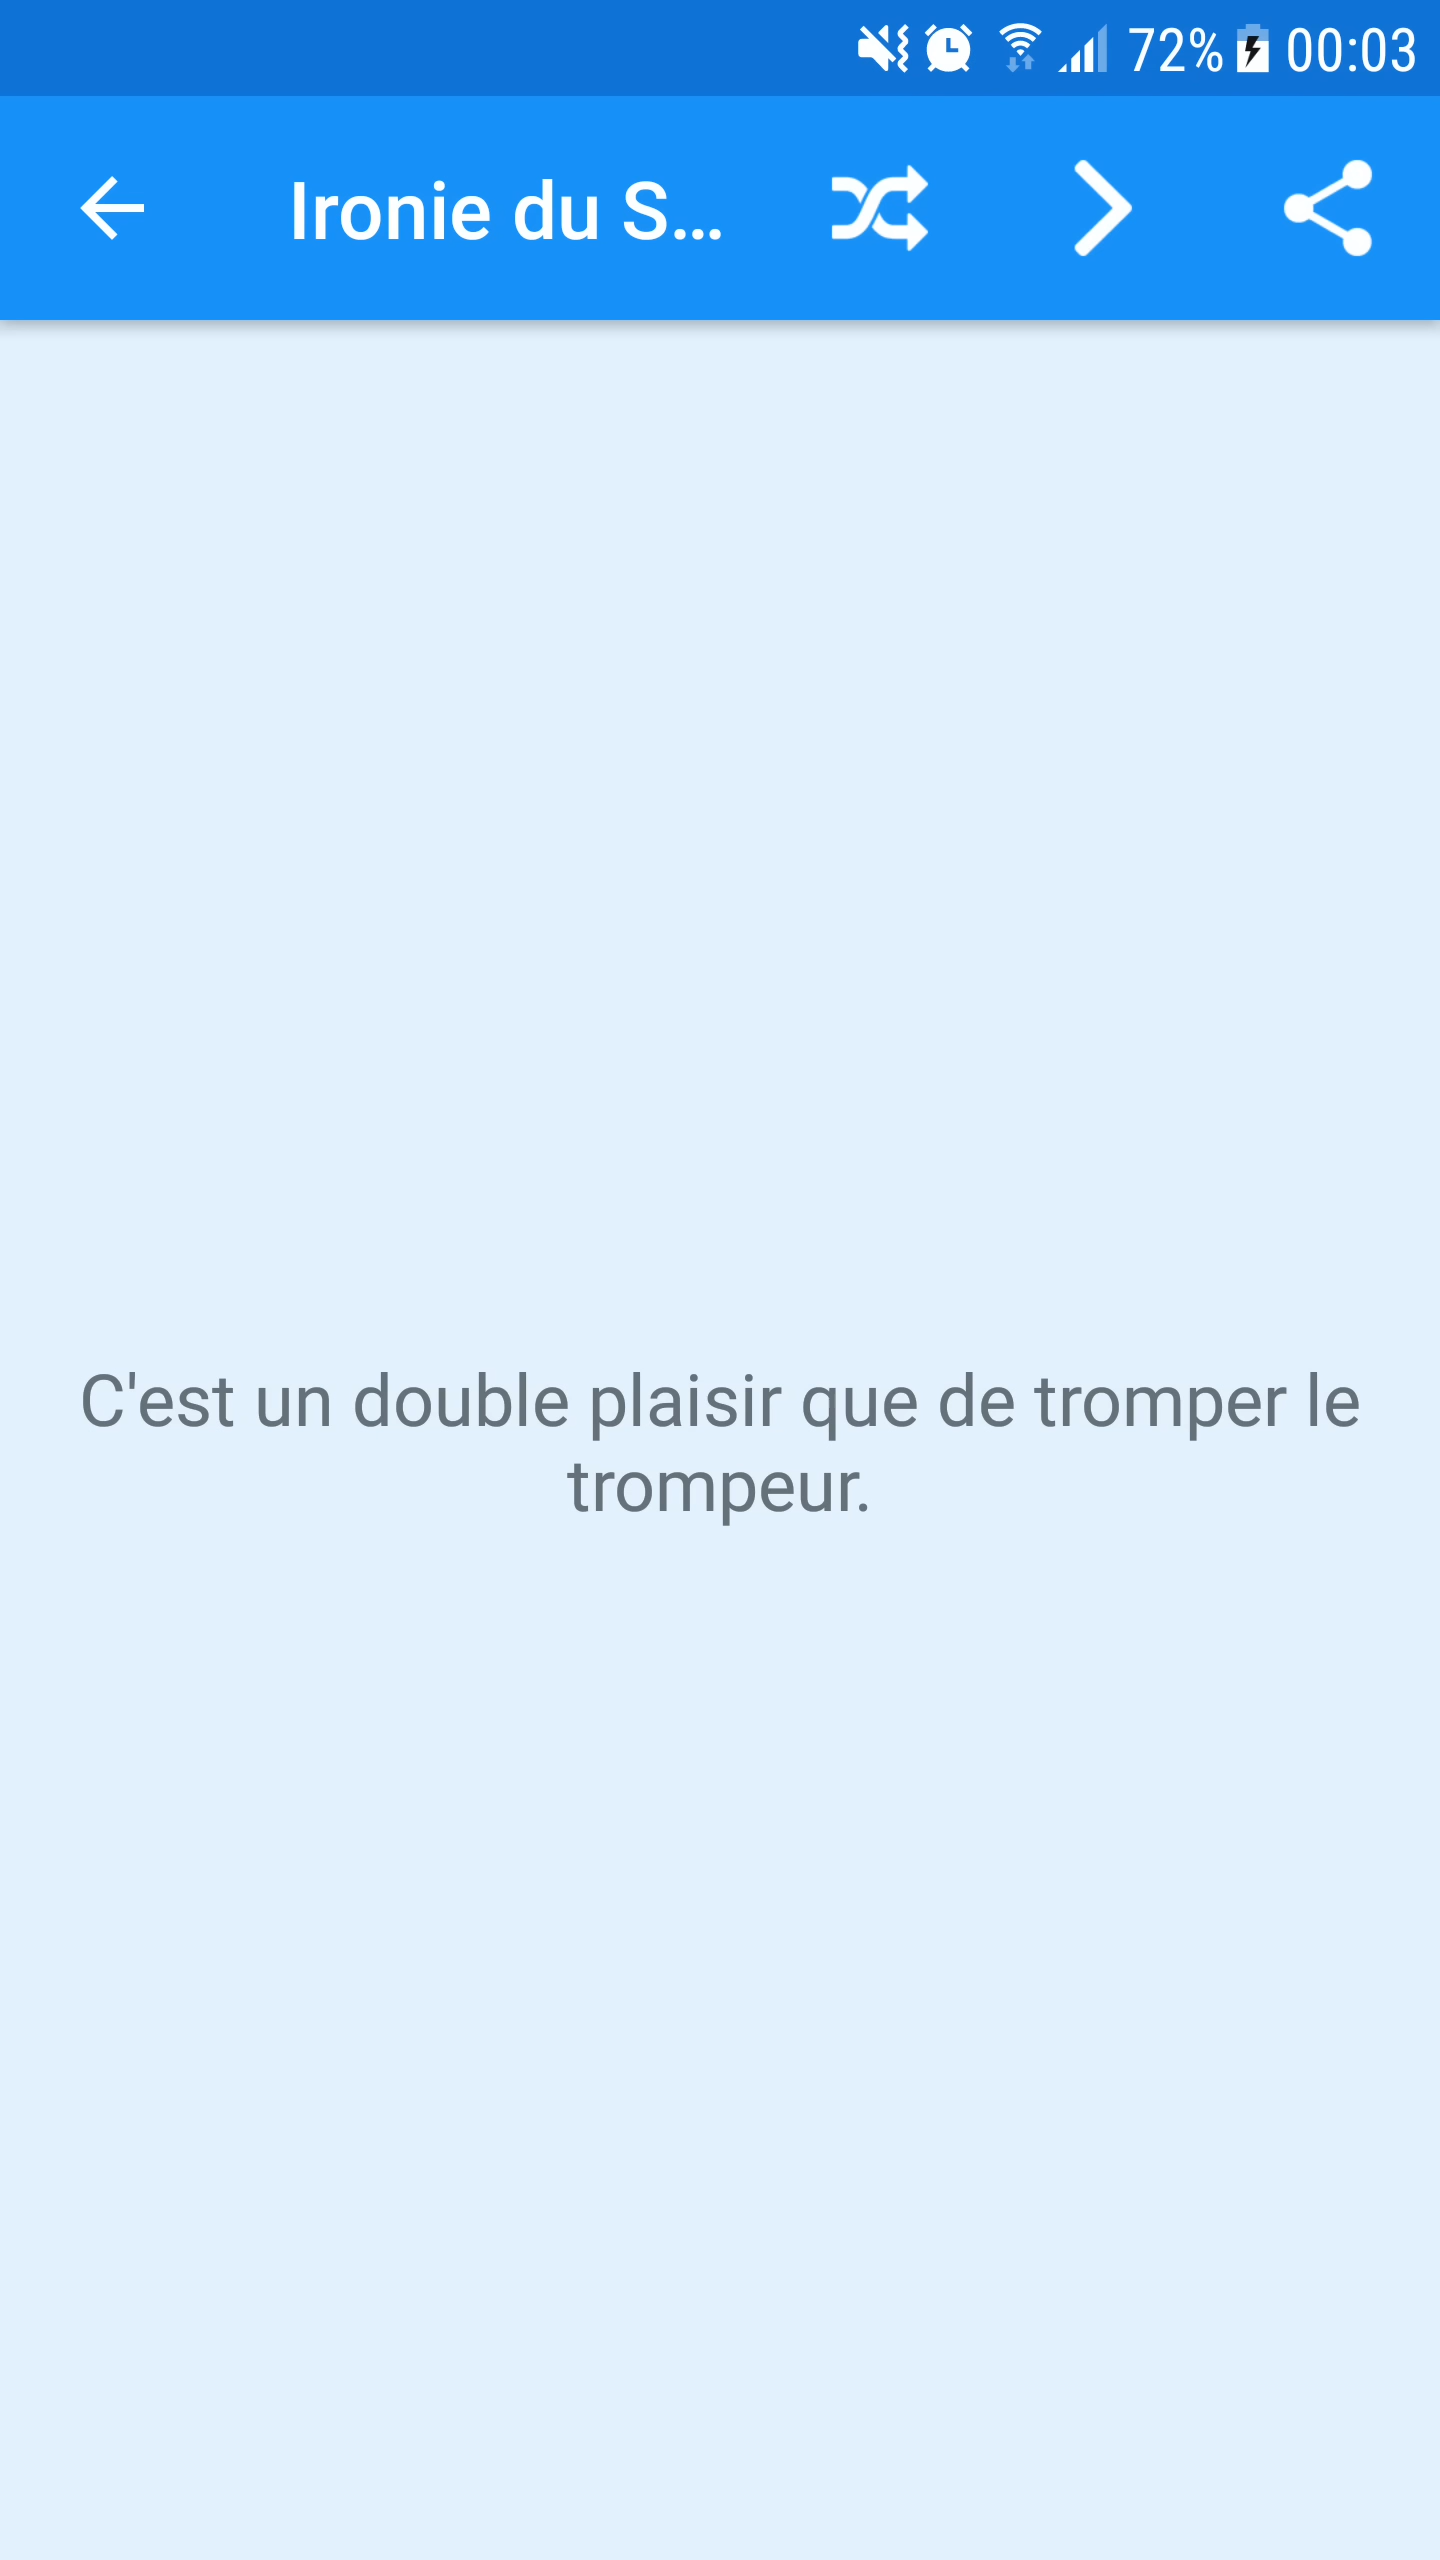 72% 00:03
Ironie du S...
C'est un double plaisir que de tromper le
trompeur.